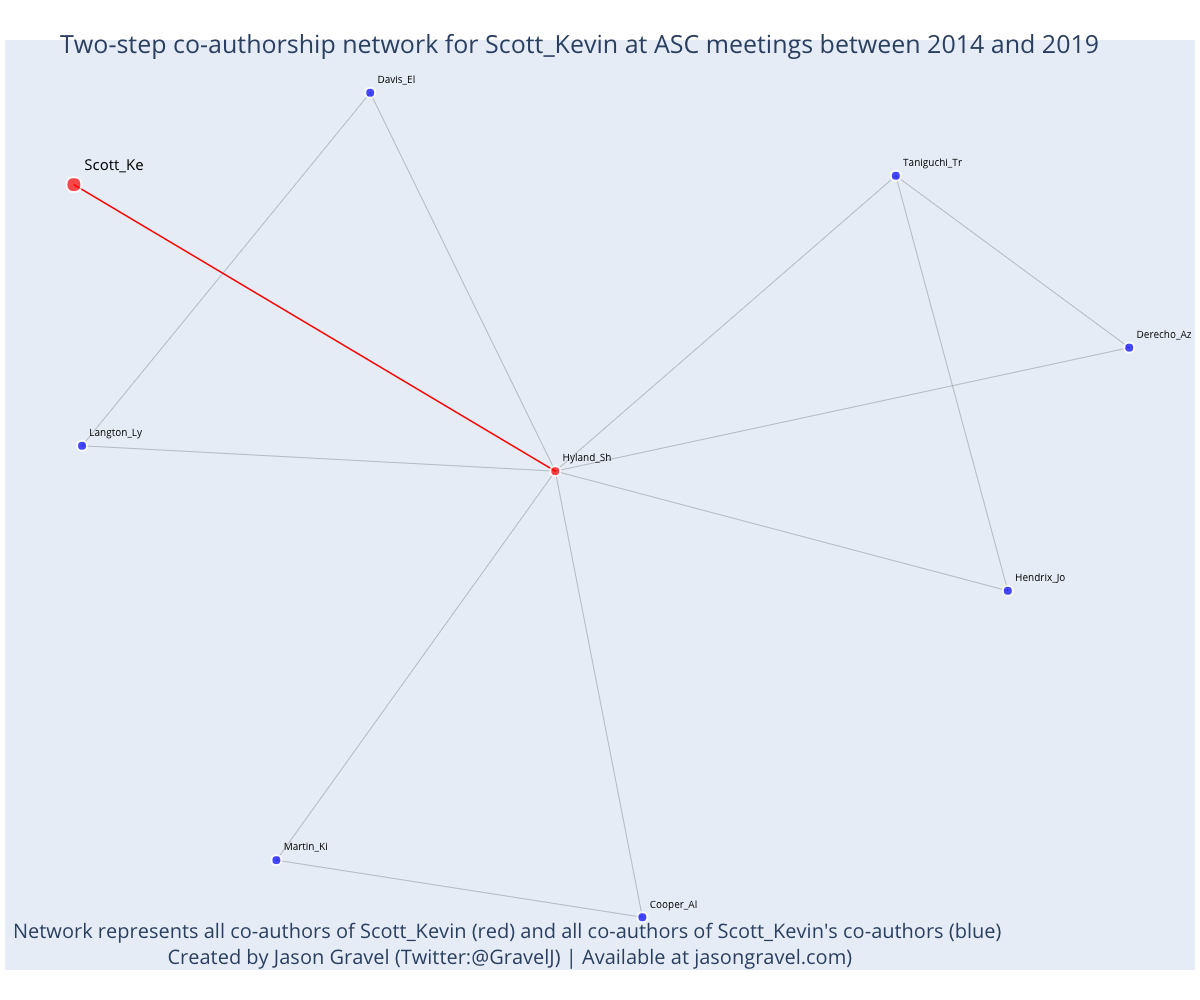 Two-step co-authorship network for Scott_Kevin at ASC meetings between 2014 and 2019
Davis_El
Scott_Ke
Taniguchi_Tr
Derecho_Az
Langton_Ly
Hyland_Sh
Hendrix_Jo
Martin_Ki
Cooper_Al
Network represents all co-authors of Scott_Kevin (red) and all co-authors of Scott_Kevin's co-authors (blue)
Created by Jason Gravel (Twitter:@GravelJ) | Available at jasongravel.com)